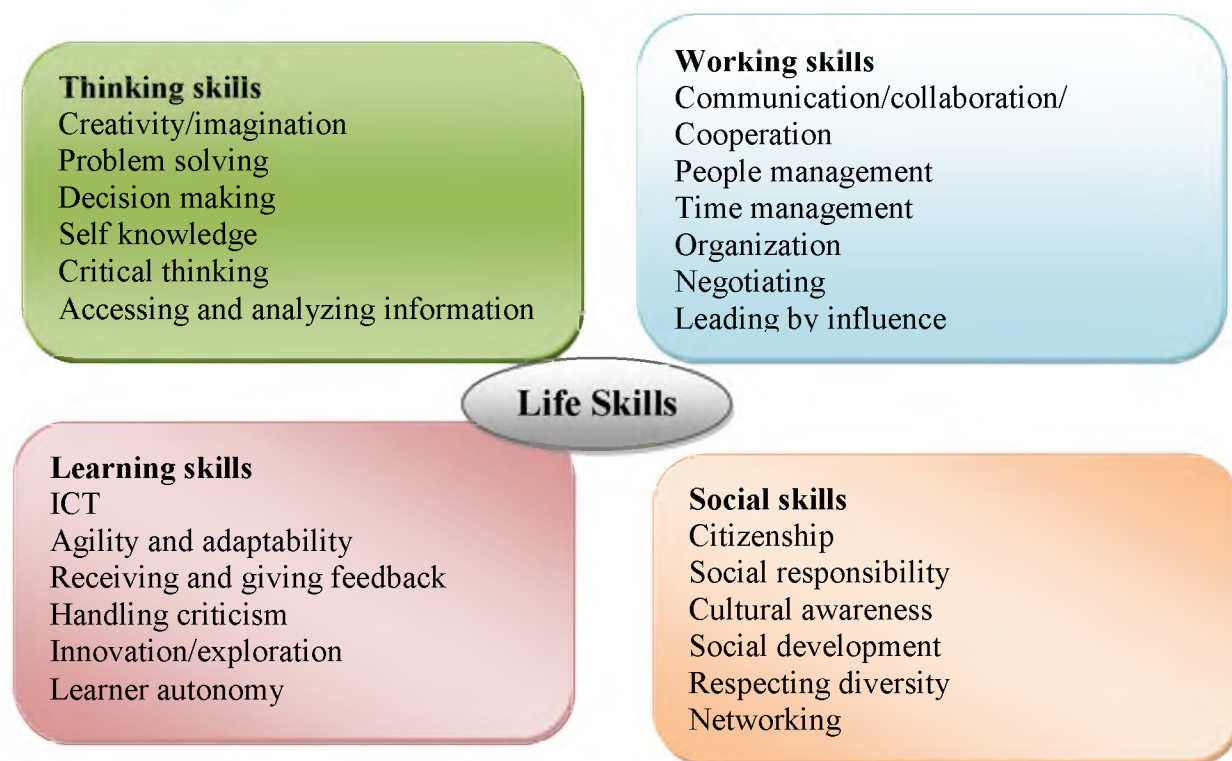 Thinking skills
Creativity/imagination
Problem solving
Decision making
Self knowledge
Critical thinking
Accessing and analyzing information
Working skills
Communication/collaboration/
Cooperation
People management
Time management
Organization
Negotiating
Leading by influence
Life Skills
Learning skills
ICT
Agility and adaptability
Receiving and giving feedback
Handling criticism
Innovation/exploration
Learner autonomy
Social skills
Citizenship
Social responsibility
Cultural awareness
Social development
Respecting diversity
Networking